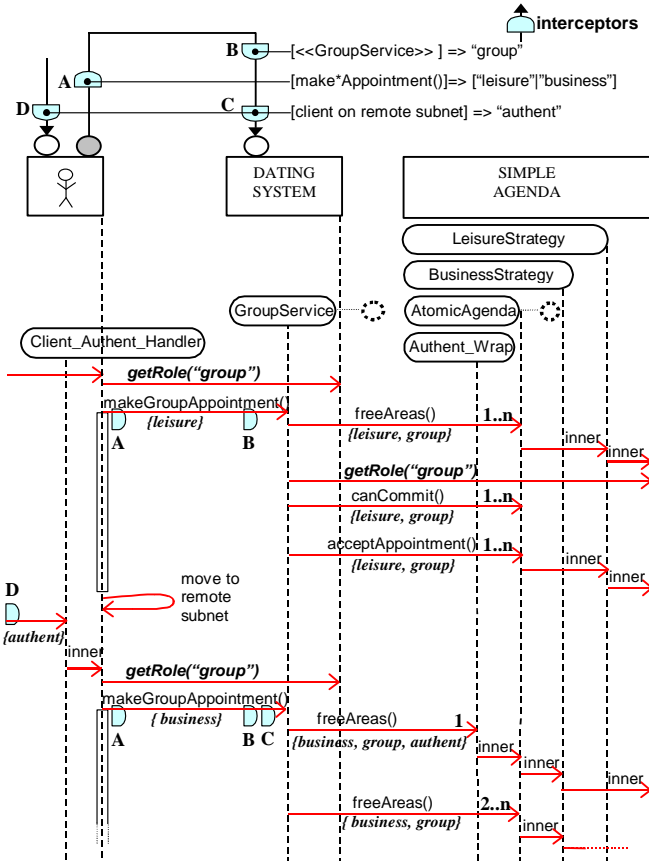 interceptors
B
[<<GroupService>> ] => “group”
A
[make*Appointment()]=> [“leisure”|”business”]
D
C
[client on remote subnet] => “authent”
DATING
SYSTEM
SIMPLE
AGENDA
LeisureStrategy
BusinessStrategy
GroupService
AtomicAgenda
Client_Authent_Handler
Authent_Wrap
getRole(“group”)
makeGroupAppointment()
{leisure}
A
B
freeAreas()
1..n
{leisure, group}
inner
inner
getRole(“group”)
canCommit()
1..n
{leisure, group}
acceptAppointment()
1..n
{leisure, group}
inner
inner
D
{authent}
move to
remote
subnet
inner
getRole(“group”)
makeGroupAppointment()
{ business}
A
B
C
freeAreas()
1
{business, group, authent}
inner
inner
inner
freeAreas()
2..n
{ business, group}
inner